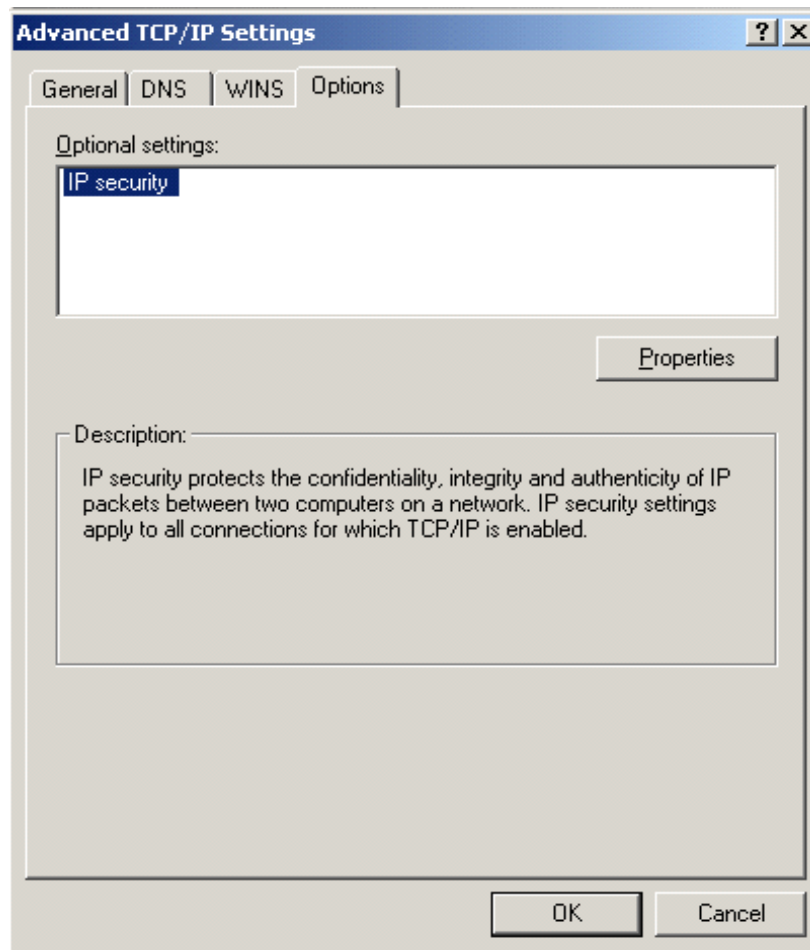 Advanced TCP/IP Settings
General DNS WINS Options
Optional settings:
IP security
Properties
Description:
IP security protects the confidentiality, integrity and authenticity of IP
packets between two computers on a network. IP security settings
apply to all connections for which TCP/IP is enabled.
OK Cancel